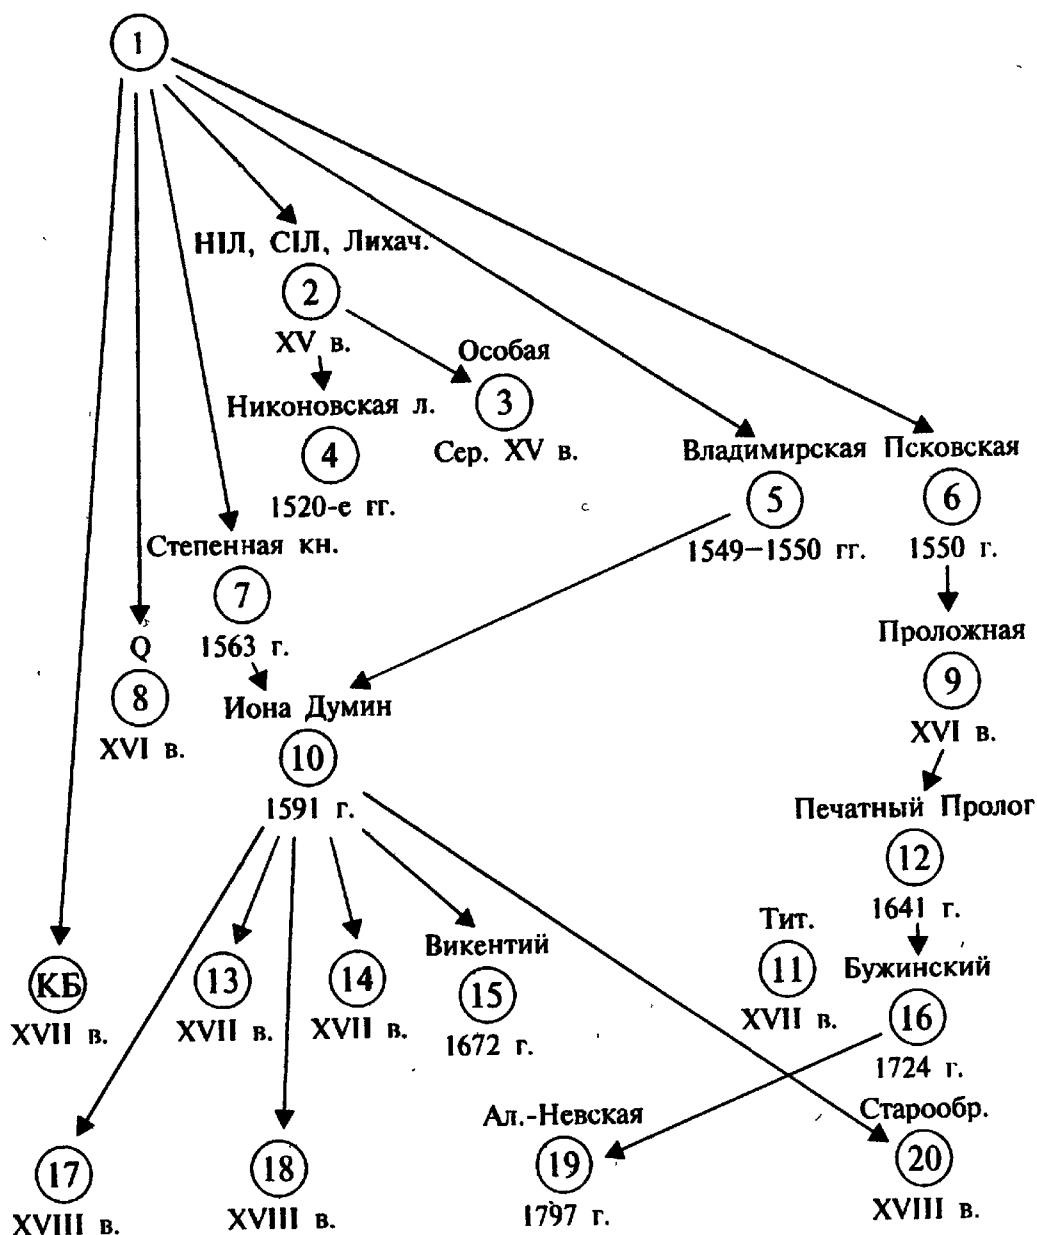 1
НIЛ, СIЛ, Лихач.
2
XV в.
Особая
3
Сер. XV в.
Никоновская л.
4
1520-е гг.
Владимирская
5
1549—1550 гг.
Псковская
6
1550 г.
Степенная кн.
7
1563 г.
Q
8
XVI в.
Проложная
9
XVI в.
Иона Думин
10
1591 г.
Печатный Пролог
12
1641 г.
КБ
XVII в.
13
XVII в.
14
XVII в.
Викентий
15
1672 г.
Тит.
11
XVII в.
Бужинский
16
1724 г.
17
XVIII в.
18
XVIII в.
Ал.-Невская
19
1797 г.
Старообр.
20
XVIII в.